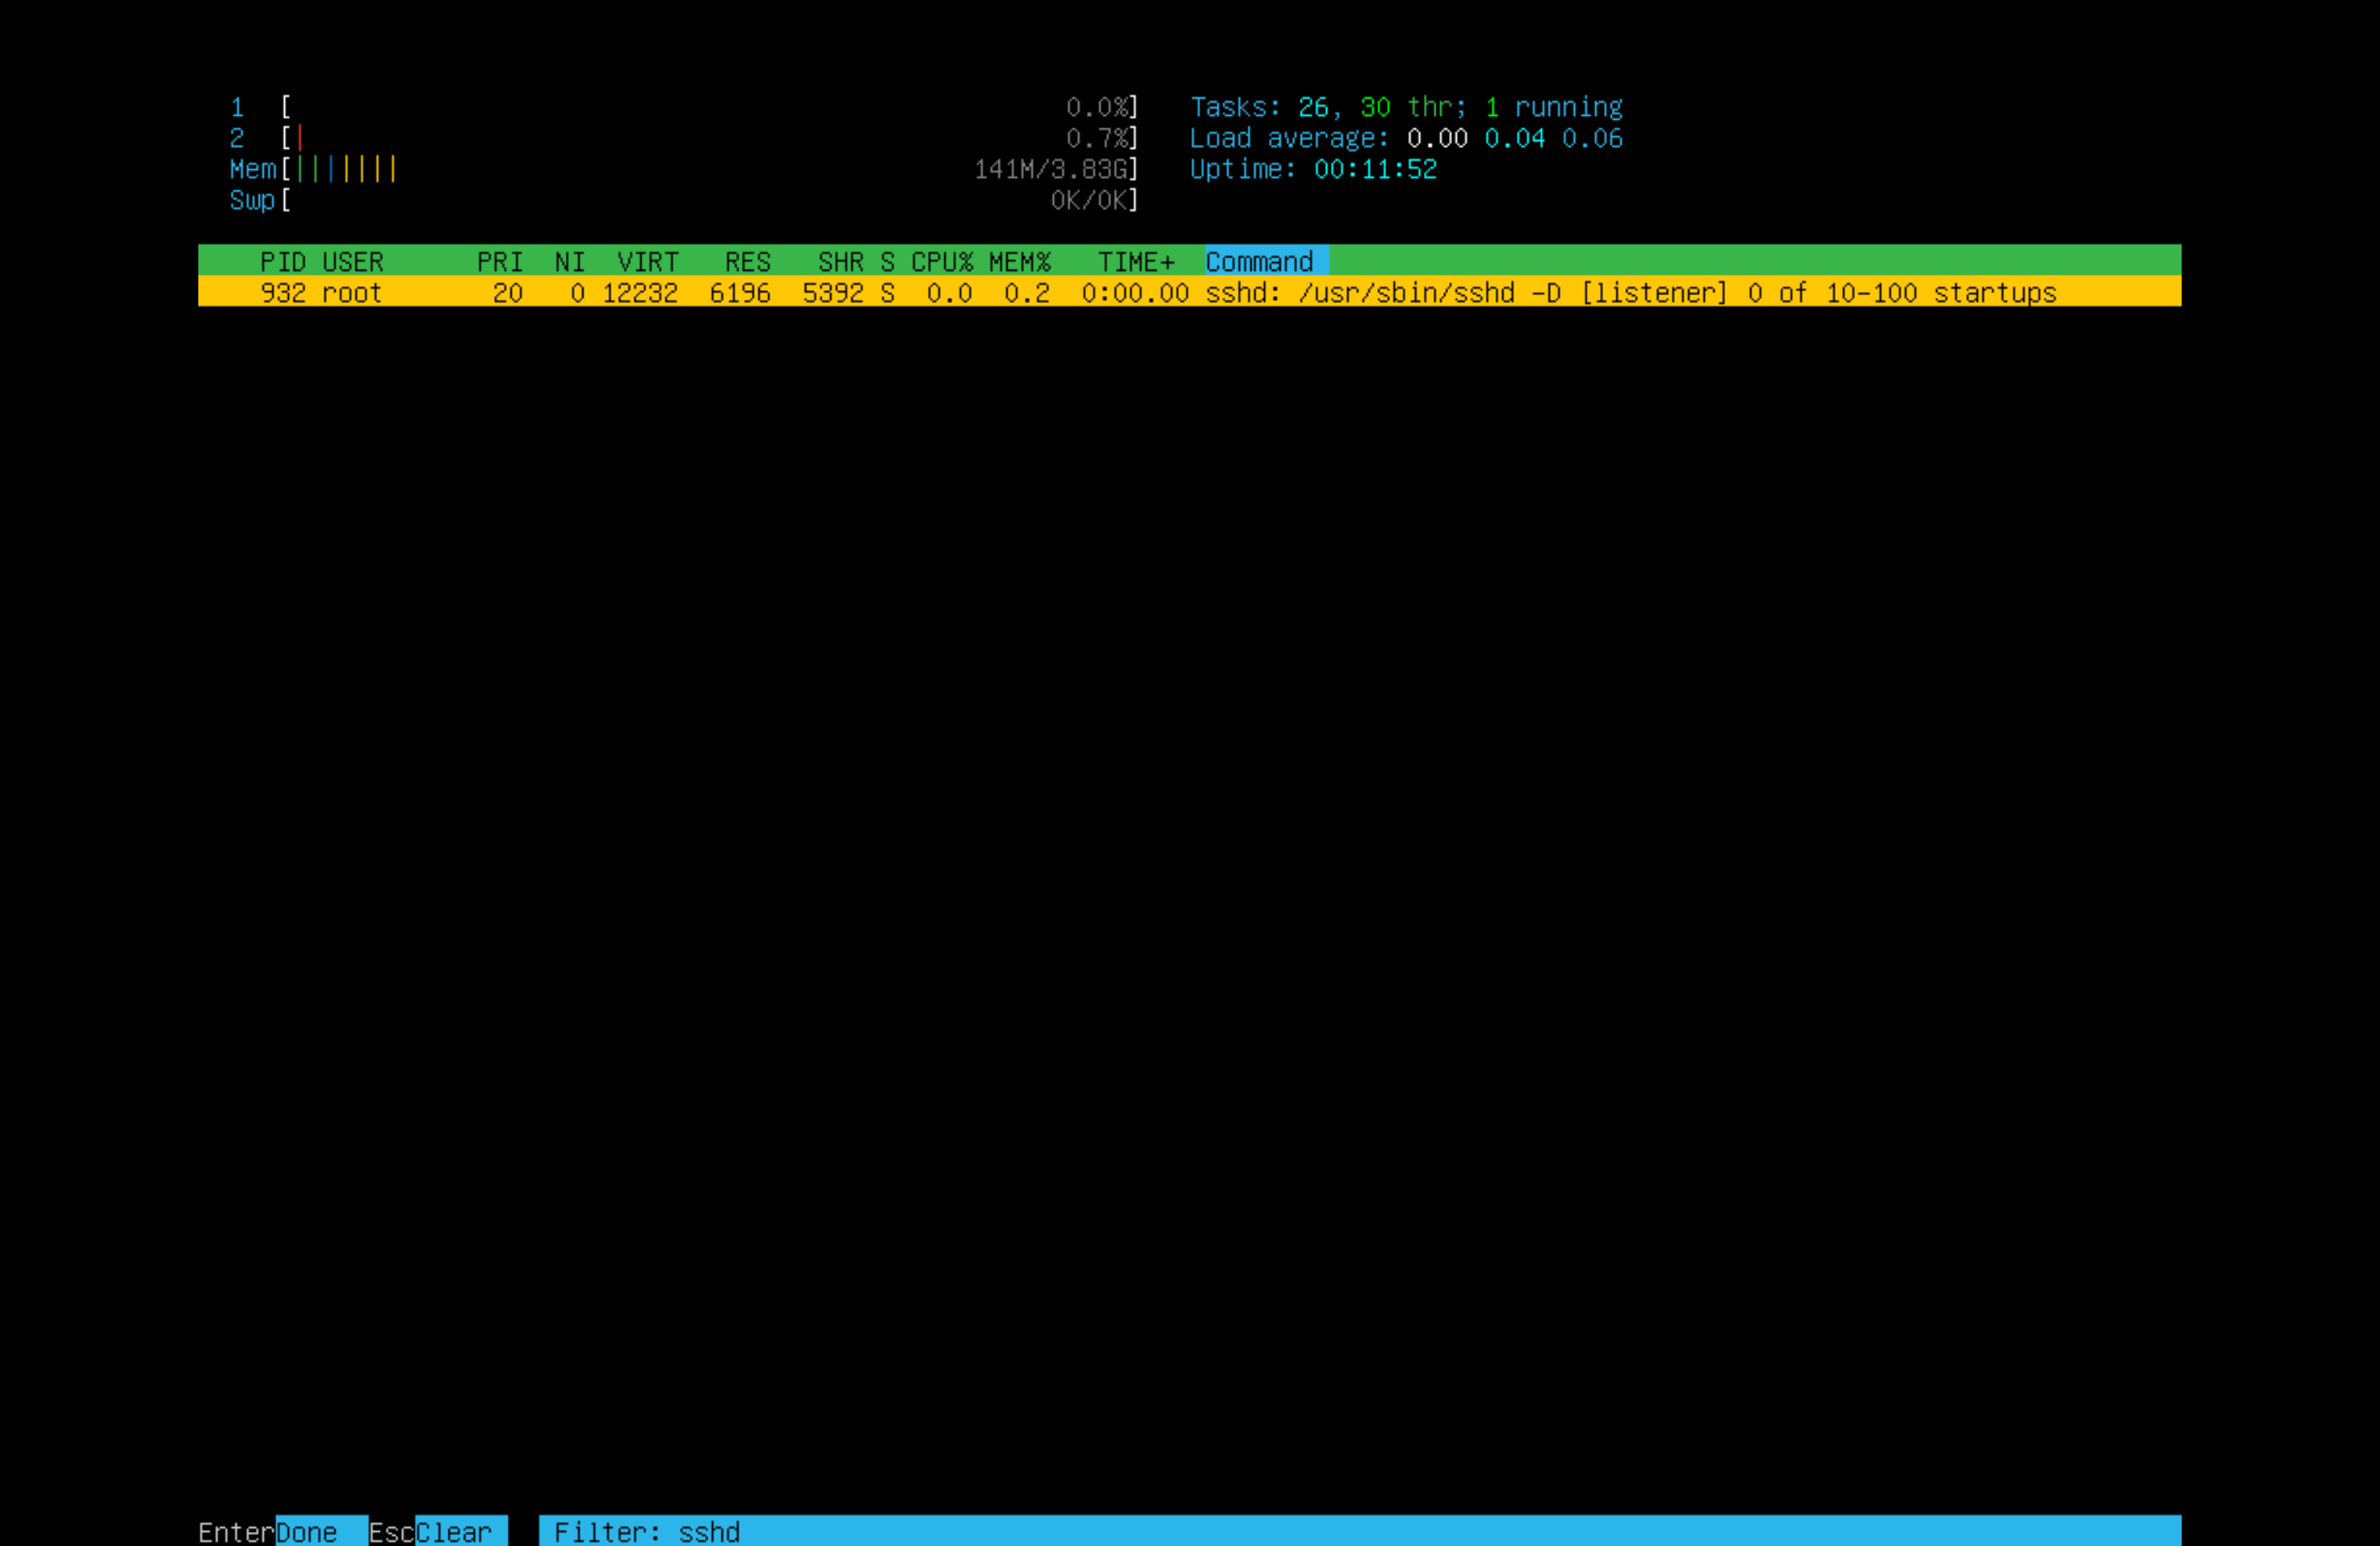 1 [ 0.0%] Tasks: 26, 30 thr; 1 running
2 [| 0.7%] Load average: 0.00 0.04 0.06
Mem[||||||| 141M/3.83G] Uptime: 00:11:52
Swp[ 0K/0K]
PID USER PRI NI VIRT RES SHR S CPU% MEM% TIME+ Command
932 root 20 0 12232 6196 5392 S 0.0 0.2 0:00.00 sshd: /usr/sbin/sshd -D [listener] 0 of 10-100 startups
EnterDone EscClear Filter: sshd